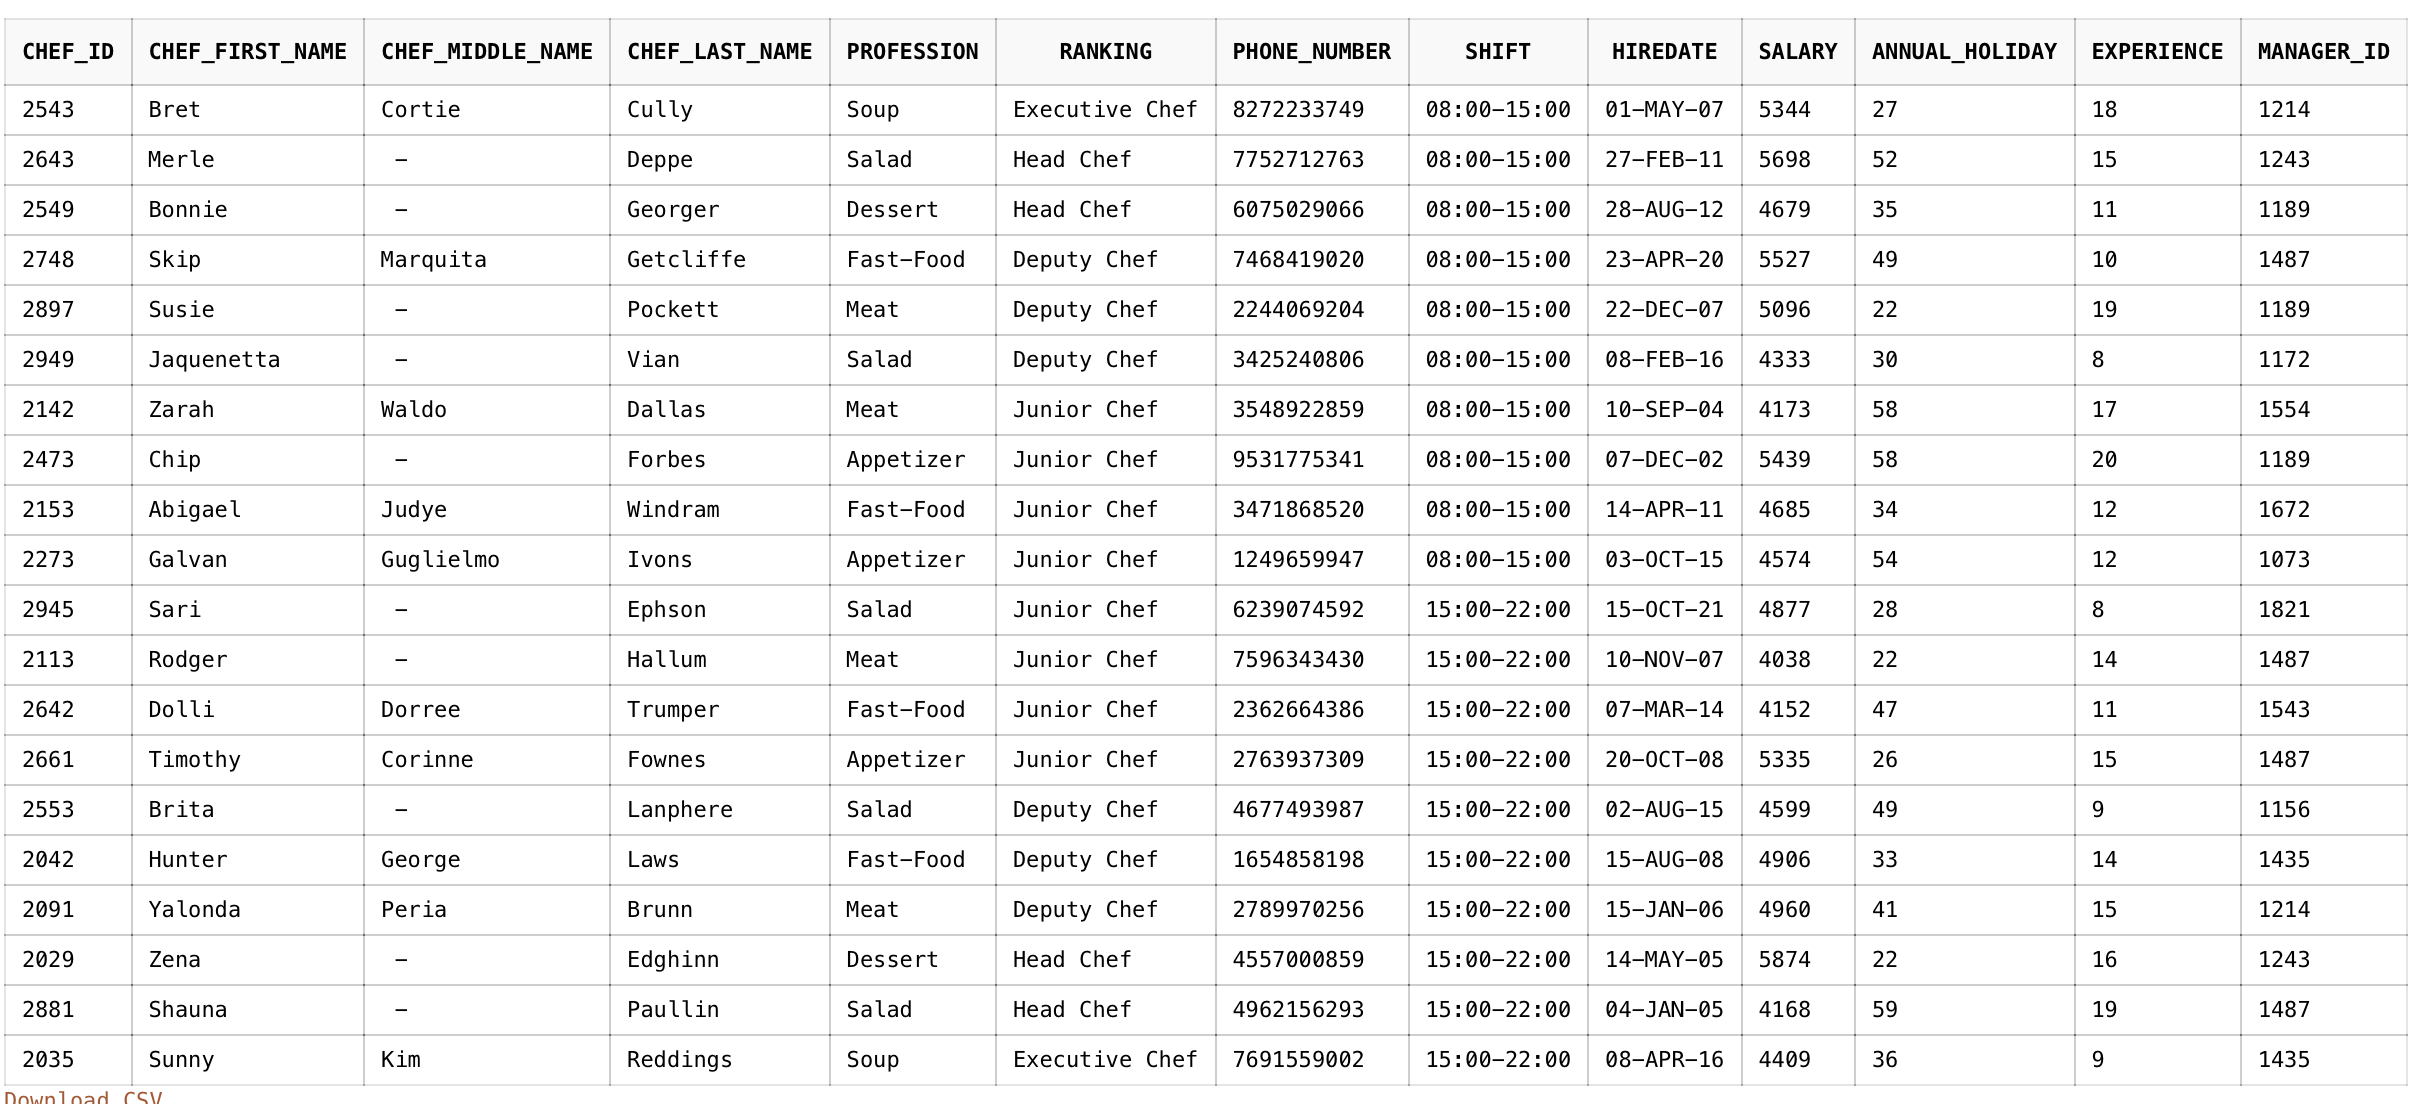 CHEF_ID CHEF_FIRST_NAME CHEF_MIDDLE_NAME CHEF_LAST_NAME PROFESSION RANKING PHONE_NUMBER SHIFT HIREDATE SALARY ANNUAL_HOLIDAY EXPERIENCE MANAGER_ID
2543 Bret Cortie Cully Soup Executive Chef 8272233749 08:00-15:00 01-MAY-07 5344 27 18 1214
2643 Merle - Deppe Salad Head Chef 7752712763 08:00-15:00 27-FEB-11 5698 52 15 1243
2549 Bonnie - Georger Dessert Head Chef 6075029066 08:00-15:00 28-AUG-12 4679 35 11 1189
2748 Skip Marquita Getcliffe Fast-Food Deputy Chef 7468419020 08:00-15:00 23-APR-20 5527 49 10 1487
2897 Susie - Pockett Meat Deputy Chef 2244069204 08:00-15:00 22-DEC-07 5096 22 19 1189
2949 Jaquenetta - Vian Salad Deputy Chef 3425240806 08:00-15:00 08-FEB-16 4333 30 8 1172
2142 Zarah Waldo Dallas Meat Junior Chef 3548922859 08:00-15:00 10-SEP-04 4173 58 17 1554
2473 Chip - Forbes Appetizer Junior Chef 9531775341 08:00-15:00 07-DEC-02 5439 58 20 1189
2153 Abigael Judye Windram Fast-Food Junior Chef 3471868520 08:00-15:00 14-APR-11 4685 34 12 1672
2273 Galvan Guglielmo Ivons Appetizer Junior Chef 1249659947 08:00-15:00 03-OCT-15 4574 54 12 1073
2945 Sari - Ephson Salad Junior Chef 6239074592 15:00-22:00 15-OCT-21 4877 28 8 1821
2113 Rodger - Hallum Meat Junior Chef 7596343430 15:00-22:00 10-NOV-07 4038 22 14 1487
2642 Dolli Dorree Trumper Fast-Food Junior Chef 2362664386 15:00-22:00 07-MAR-14 4152 47 11 1543
2661 Timothy Corinne Fownes Appetizer Junior Chef 2763937309 15:00-22:00 20-OCT-08 5335 26 15 1487
2553 Brita - Lanphere Salad Deputy Chef 4677493987 15:00-22:00 02-AUG-15 4599 49 9 1156
2042 Hunter George Laws Fast-Food Deputy Chef 1654858198 15:00-22:00 15-AUG-08 4906 33 14 1435
2091 Yalonda Peria Brunn Meat Deputy Chef 2789970256 15:00-22:00 15-JAN-06 4960 41 15 1214
2029 Zena - Edghinn Dessert Head Chef 4557000859 15:00-22:00 14-MAY-05 5874 22 16 1243
2881 Shauna - Paullin Salad Head Chef 4962156293 15:00-22:00 04-JAN-05 4168 59 19 1487
2035 Sunny Kim Reddings Soup Executive Chef 7691559002 15:00-22:00 08-APR-16 4409 36 9 1435
Download CSV